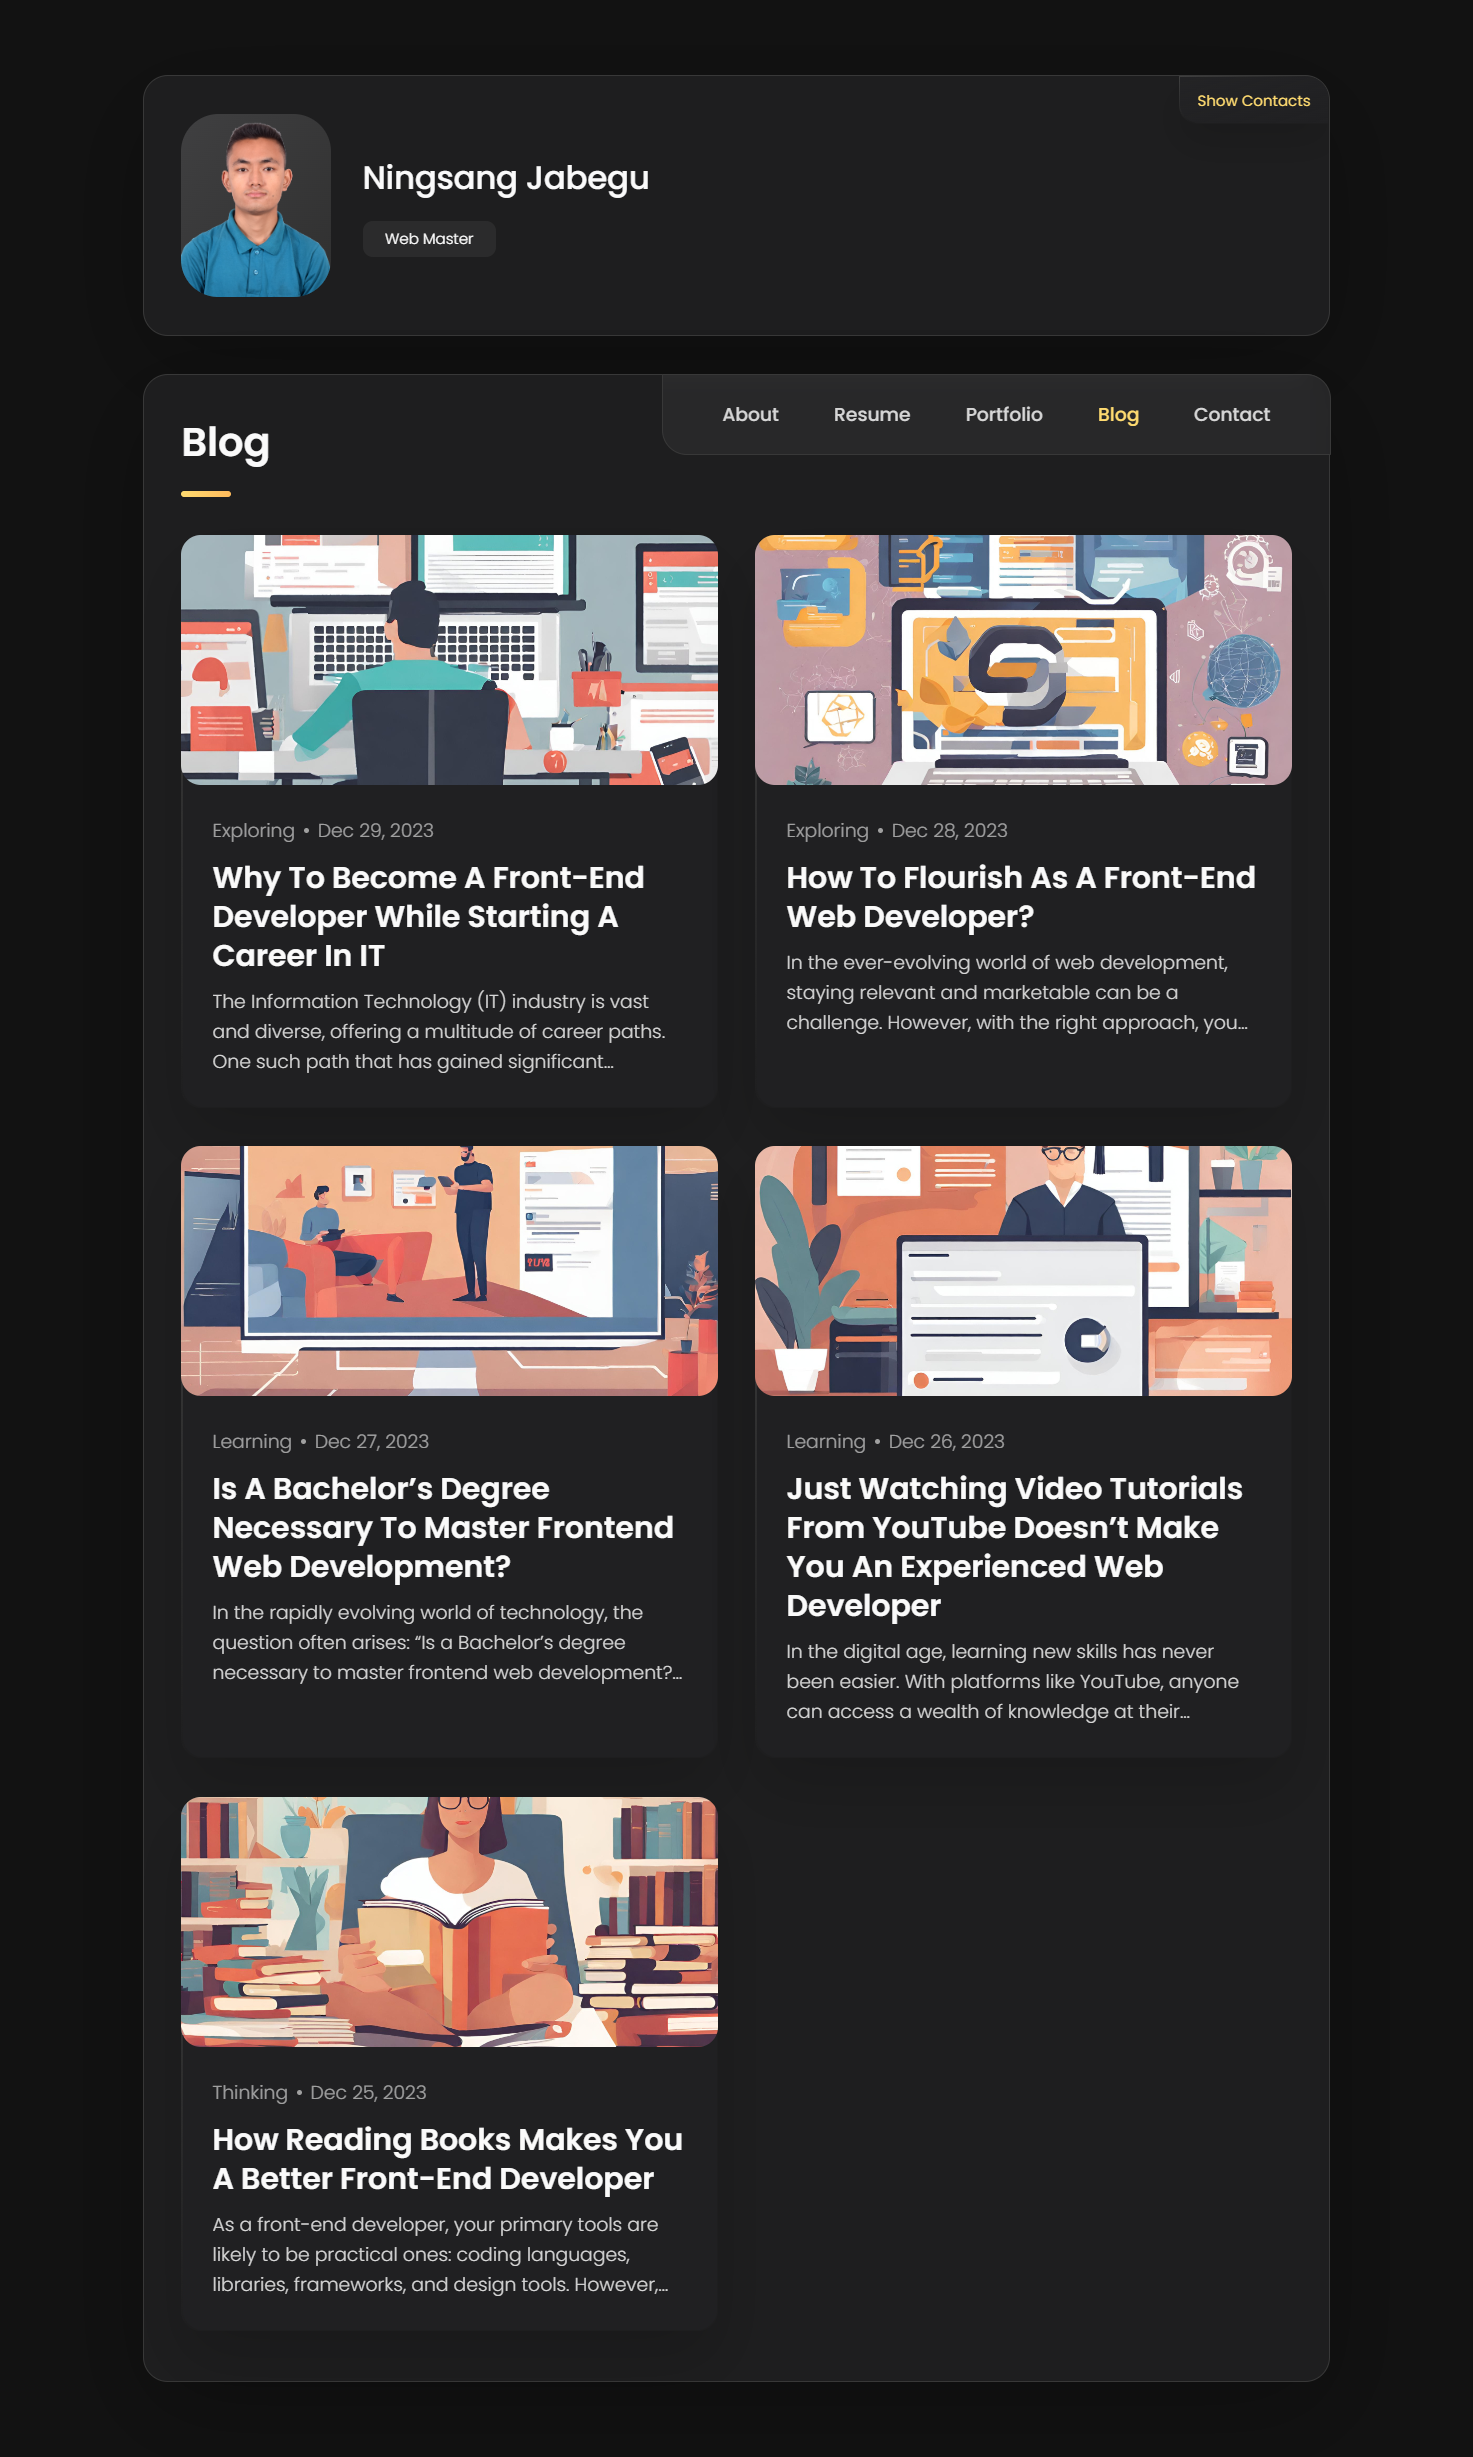 Show Contacts
Ningsang Jabegu
Web Master
About Resume Portfolio Blog Contact
Blog
Exploring • Dec 29, 2023
Why To Become A Front-End
Developer While Starting A
Career In IT
The Information Technology (IT) industry is vast
and diverse, offering a multitude of career paths.
One such path that has gained significant...
Exploring • Dec 28, 2023
How To Flourish As A Front-End
Web Developer?
In the ever-evolving world of web development,
staying relevant and marketable can be a
challenge. However, with the right approach, you...
Learning • Dec 27, 2023
Is A Bachelor’s Degree
Necessary To Master Frontend
Web Development?
In the rapidly evolving world of technology, the
question often arises: “Is a Bachelor’s degree
necessary to master frontend web development?...
Learning • Dec 26, 2023
Just Watching Video Tutorials
From YouTube Doesn’t Make
You An Experienced Web
Developer
In the digital age, learning new skills has never
been easier. With platforms like YouTube, anyone
can access a wealth of knowledge at their...
Thinking • Dec 25, 2023
How Reading Books Makes You
A Better Front-End Developer
As a front-end developer, your primary tools are
likely to be practical ones: coding languages,
libraries, frameworks, and design tools. However,...